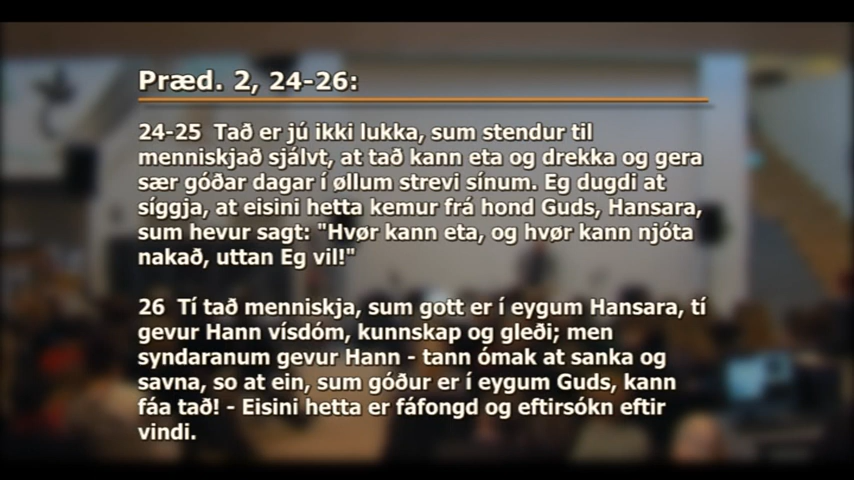 Præd. 2, 24-26:
24-25 Tað er jú ikki lukka, sum stendur til
menniskjað sjálvt, at tað kann eta og drekka og gera
sær góðar dagar í øllum strevi sínum. Eg dugdi at
síggja, at eisini hetta kemur frá hond Guds, Hansara,
sum hevur sagt: "Hvør kann eta, og hvør kann njóta
nakað, uttan Eg vil!"
26 Tí tað menniskja, sum gott er í eygum Hansara, tí
gevur Hann vísdóm, kunnskap og gleði; men
syndaranum gevur Hann - tann ómak at sanka og
savna, so at ein, sum góður er í eygum Guds, kann
fáa tað! - Eisini hetta er fáfongd og eftirsókn eftir
vindi.